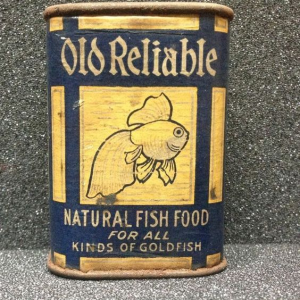 Old Reliable
NATURAL FISH FOOD
FOR ALL
KINDS OF GOLDFISH